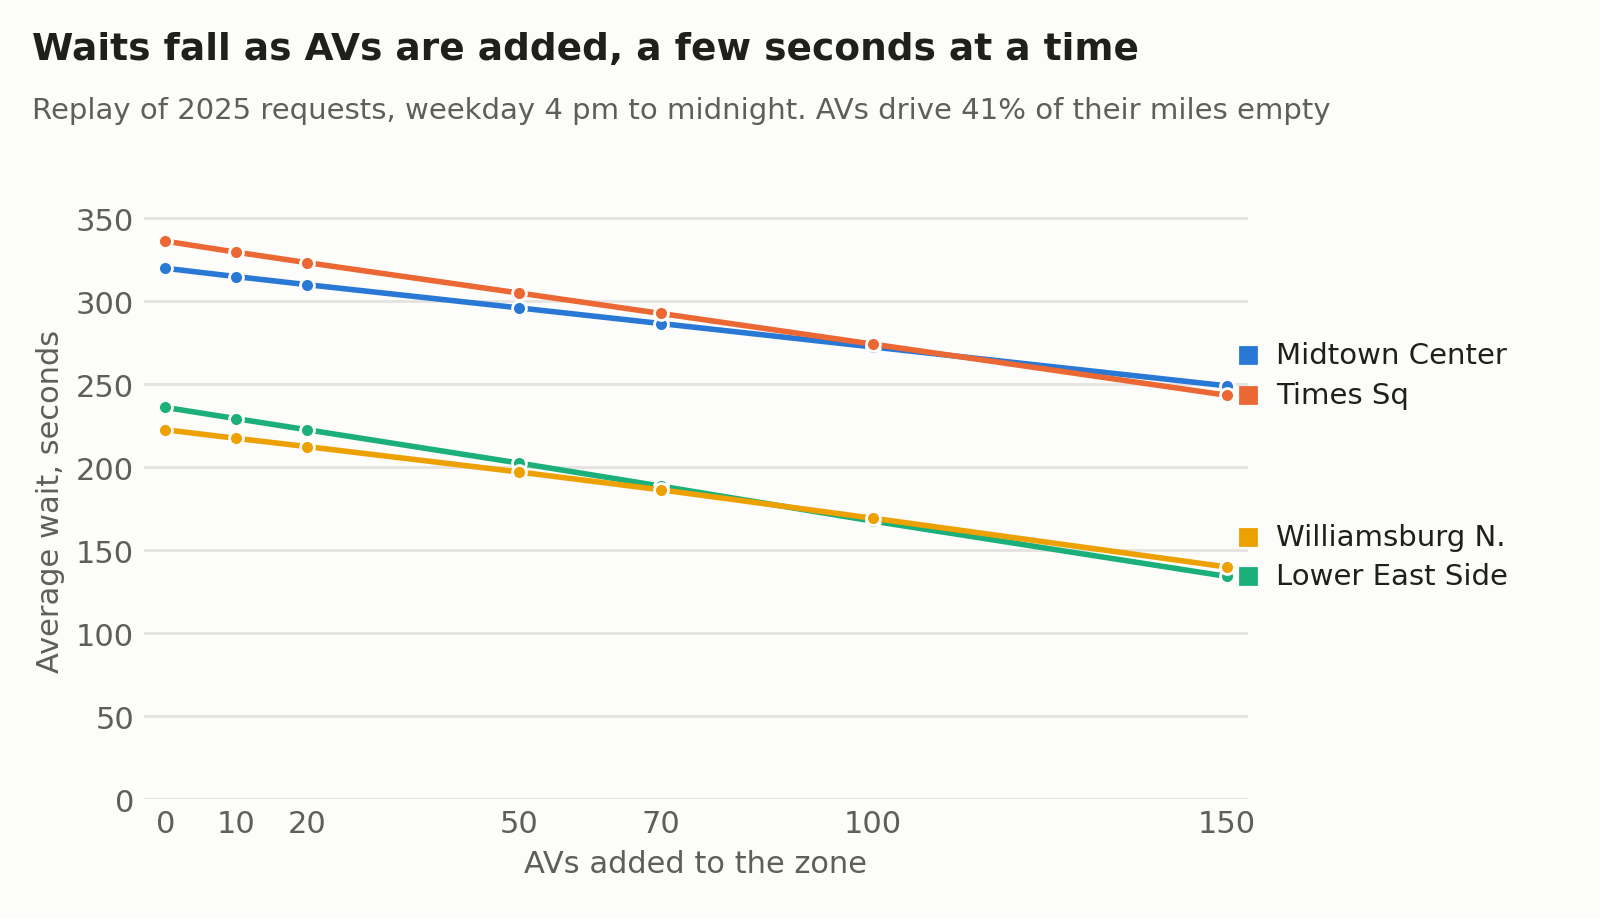 Waits fall as AVs are added, a few seconds at a time
Replay of 2025 requests, weekday 4 pm to midnight. AVs drive 41% of their miles empty
Average wait, seconds
350
300
250
200
150
100
50
0
0 10 20 50 70 100 150
AVs added to the zone
Midtown Center
Times Sq
Williamsburg N.
Lower East Side